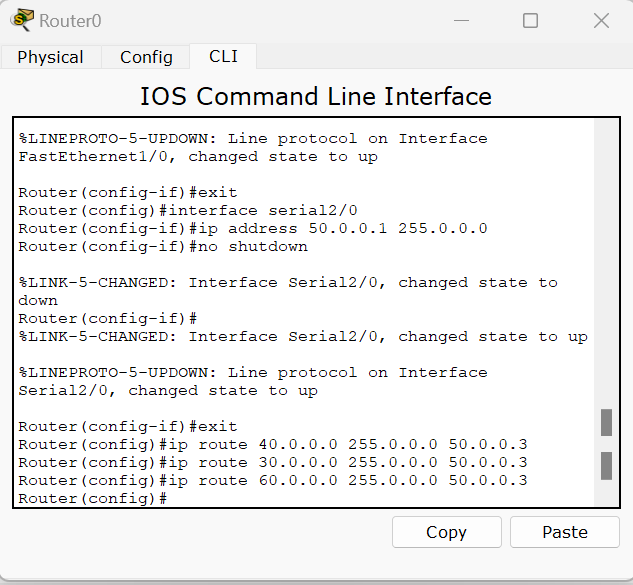 Router0
Physical Config CLI
IOS Command Line Interface
%LINEPROTO-5-UPDOWN: Line protocol on Interface
FastEthernet1/0, changed state to up
Router(config-if)#exit
Router(config)#interface serial2/0
Router(config-if)#ip address 50.0.0.1 255.0.0.0
Router(config-if)#no shutdown
%LINK-5-CHANGED: Interface Serial2/0, changed state to
down
Router(config-if)#
%LINK-5-CHANGED: Interface Serial2/0, changed state to up
%LINEPROTO-5-UPDOWN: Line protocol on Interface
Serial2/0, changed state to up
Router(config-if)#exit
Router(config)#ip route 40.0.0.0 255.0.0.0 50.0.0.3
Router(config)#ip route 30.0.0.0 255.0.0.0 50.0.0.3
Router(config)#ip route 60.0.0.0 255.0.0.0 50.0.0.3
Router(config)#
Copy Paste